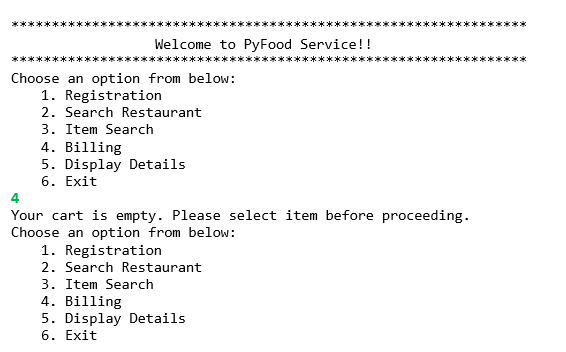 ******************************************************************
Welcome to PyFood Service!!
******************************************************************
Choose an option from below:
1. Registration
2. Search Restaurant
3. Item Search
4. Billing
5. Display Details
6. Exit
4
Your cart is empty. Please select item before proceeding.
Choose an option from below:
1. Registration
2. Search Restaurant
3. Item Search
4. Billing
5. Display Details
6. Exit